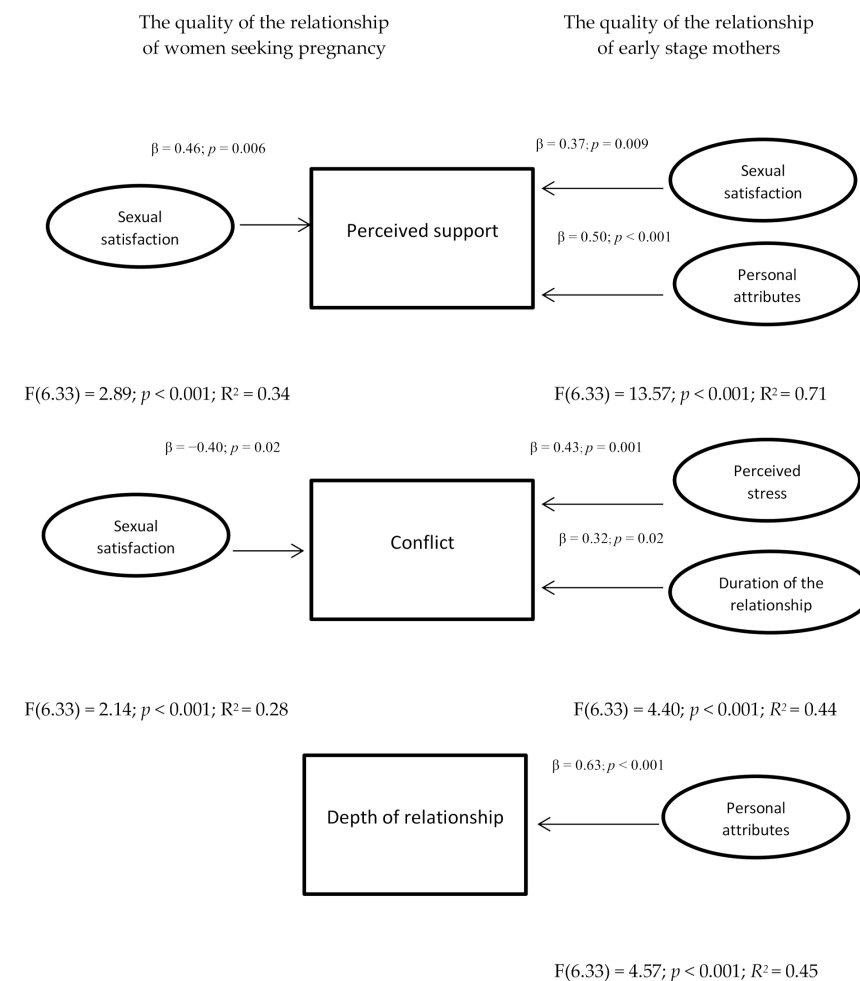 The quality of the relationship
of women seeking pregnancy
The quality of the relationship
of early stage mothers
β = 0.46; p = 0.006
β = 0.37; p = 0.009
Sexual
satisfaction
Perceived support
Sexual
satisfaction
β = 0.50; p < 0.001
Personal
attributes
F(6.33) = 2.89; p < 0.001; R² = 0.34
F(6.33) = 13.57; p < 0.001; R² = 0.71
β = −0.40; p = 0.02
β = 0.43; p = 0.001
Sexual
satisfaction
Conflict
Perceived
stress
β = 0.32; p = 0.02
Duration of the
relationship
F(6.33) = 2.14; p < 0.001; R² = 0.28
F(6.33) = 4.40; p < 0.001; R² = 0.44
β = 0.63; p < 0.001
Depth of relationship
Personal
attributes
F(6.33) = 4.57; p < 0.001; R² = 0.45